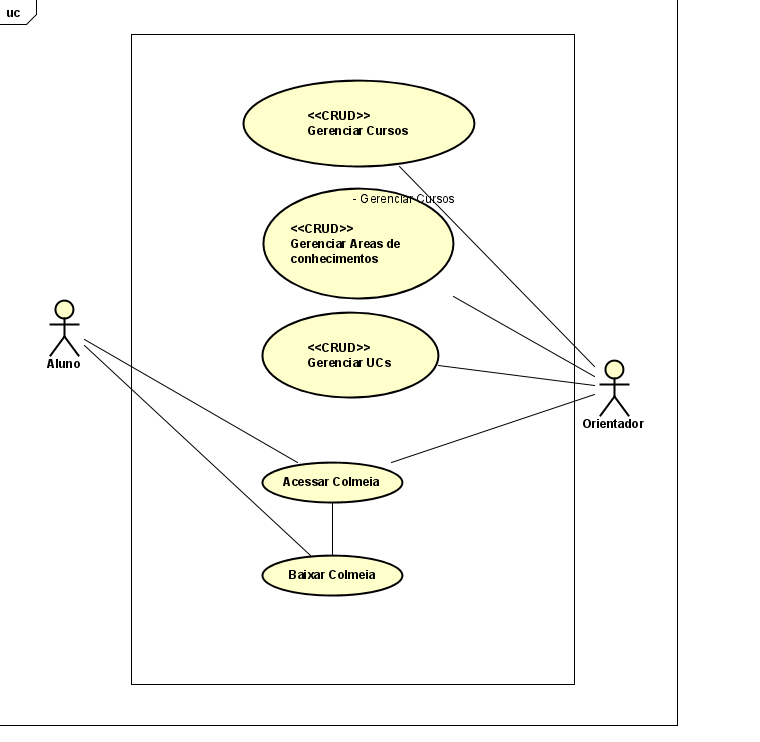 uc
<<CRUD>>
Gerenciar Cursos
- Gerenciar Cursos
<<CRUD>>
Gerenciar Areas de
conhecimentos
<<CRUD>>
Gerenciar UCs
Aluno
Orientador
Acessar Colmeia
Baixar Colmeia